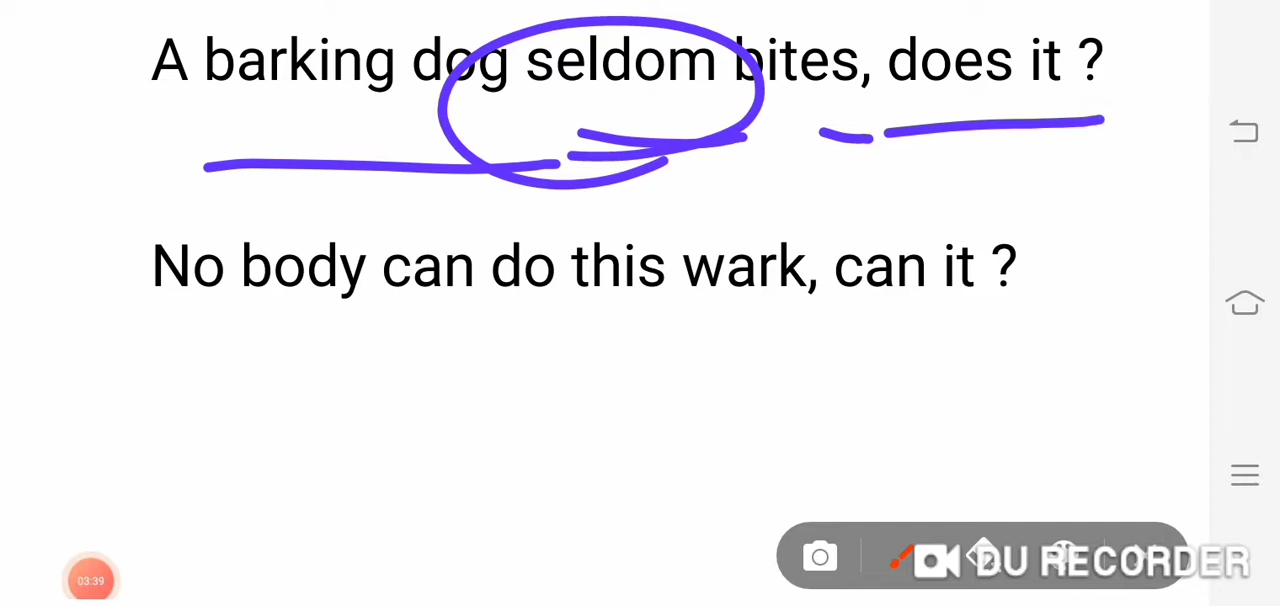 A barking dog seldom bites, does it ?
No body can do this wark, can it ?
03:39
DU RECORDER